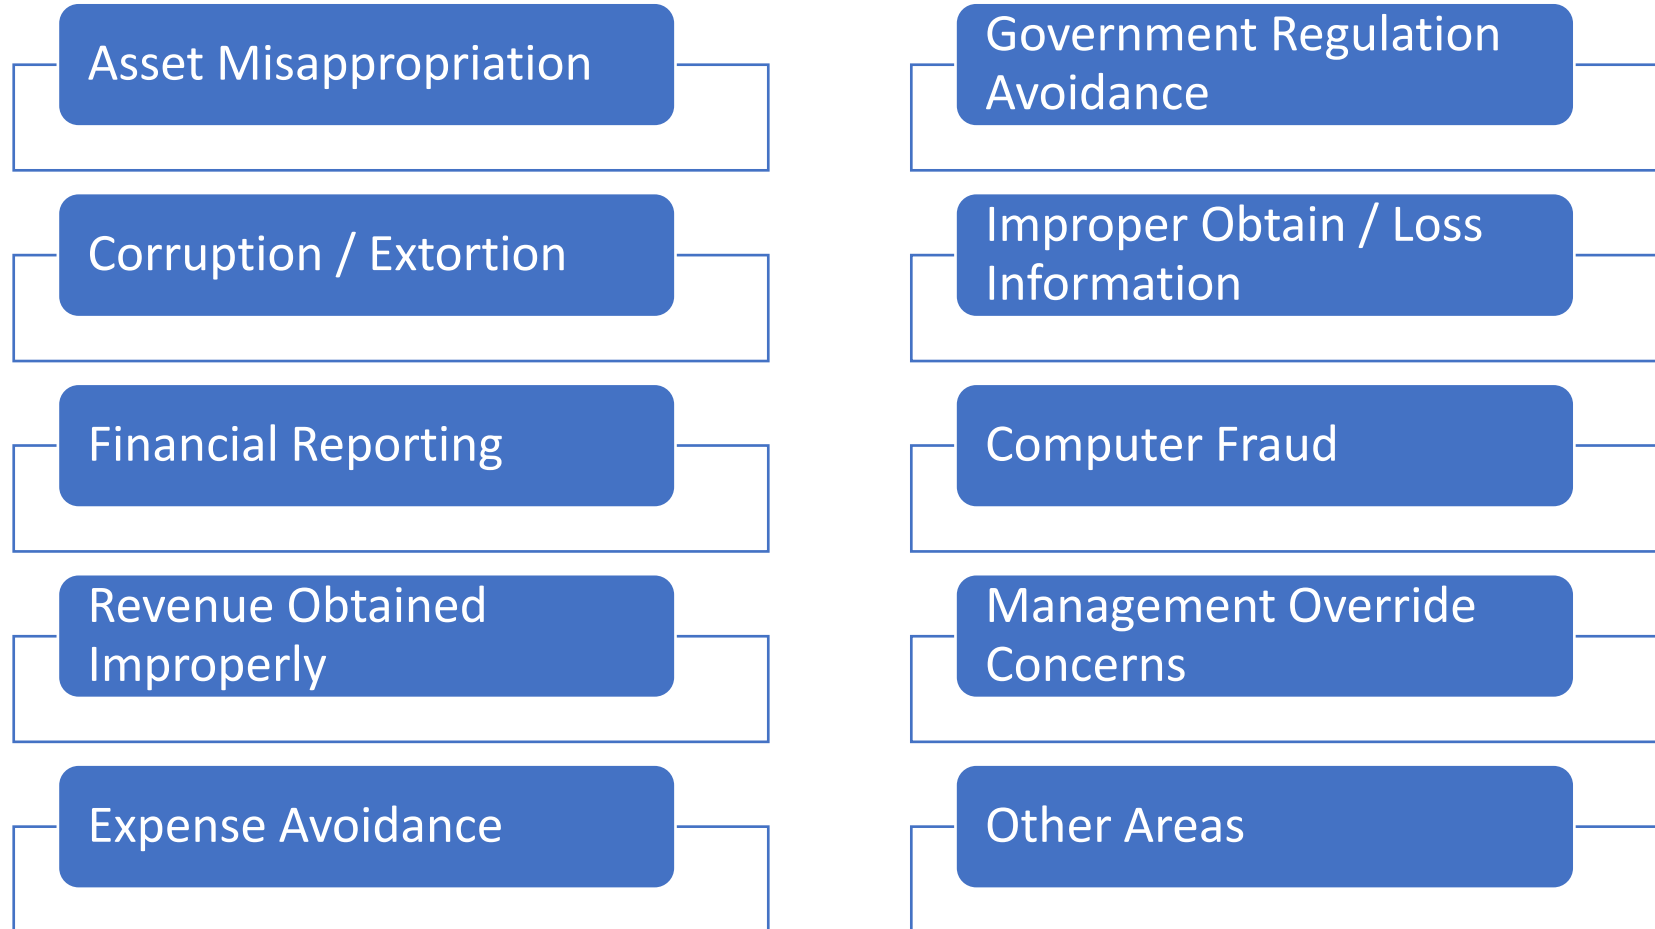 Asset Misappropriation
Corruption / Extortion
Financial Reporting
Revenue Obtained
Improperly
Expense Avoidance
Government Regulation
Avoidance
Improper Obtain / Loss
Information
Computer Fraud
Management Override
Concerns
Other Areas